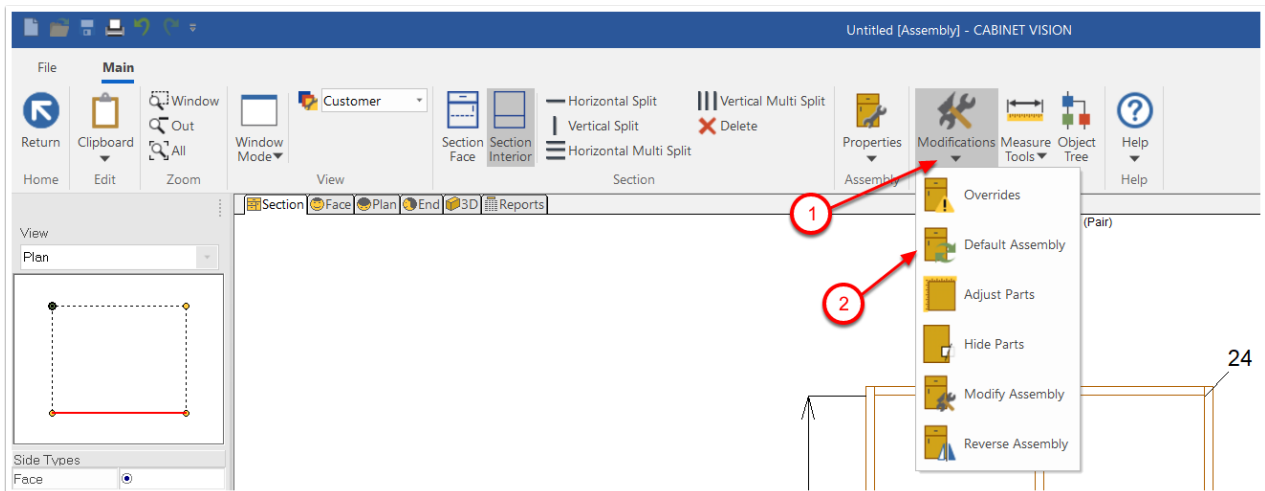 Untitled [Assembly] - CABINET VISION
File Main
Return
Clipboard
Window
Out
All
Window
Mode
Customer
Section
Face
Section
Interior
Horizontal Split
Vertical Split
Horizontal Multi Split
Vertical Multi Split
Delete
Properties
Modifications
Measure
Tools
Object
Tree
Help
Home Edit Zoom View Section Assembly Help
Section Face Plan End 3D Reports
1
Overrides
(Pair)
View
Plan
Default Assembly
2
Adjust Parts
Hide Parts
24
Modify Assembly
Reverse Assembly
Side Types
Face